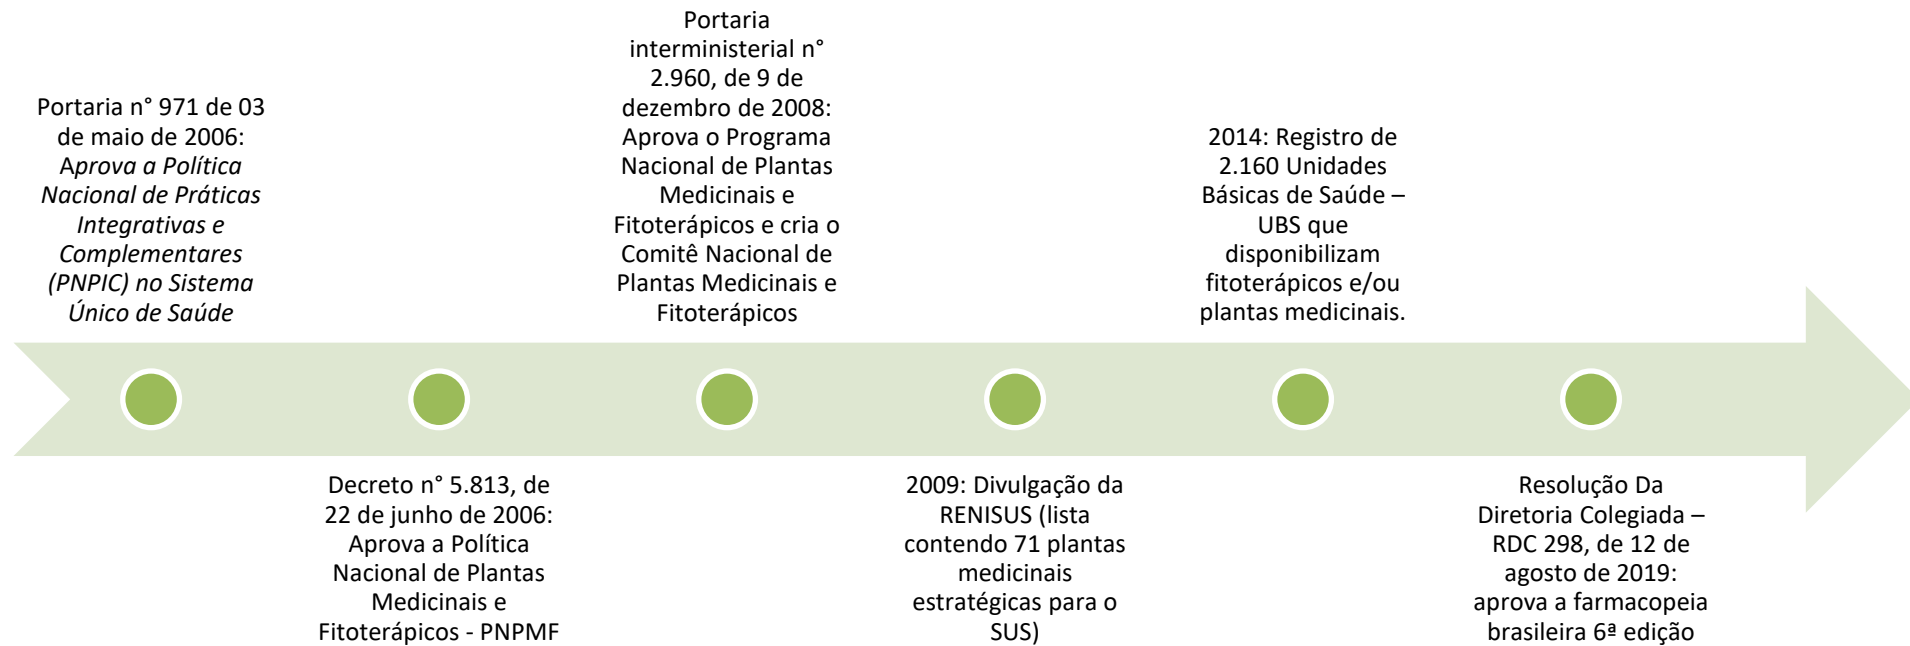 Portaria n° 971 de 03
de maio de 2006:
Aprova a Política
Nacional de Práticas
Integrativas e
Complementares
(PNPIC) no Sistema
Único de Saúde
Decreto n° 5.813, de
22 de junho de 2006:
Aprova a Política
Nacional de Plantas
Medicinais e
Fitoterápicos - PNPMF
Portaria
interministerial n°
2.960, de 9 de
dezembro de 2008:
Aprova o Programa
Nacional de Plantas
Medicinais e
Fitoterápicos e cria o
Comitê Nacional de
Plantas Medicinais e
Fitoterápicos
2009: Divulgação da
RENISUS (lista
contendo 71 plantas
medicinais
estratégicas para o
SUS)
2014: Registro de
2.160 Unidades
Básicas de Saúde –
UBS que
disponibilizam
fitoterápicos e/ou
plantas medicinais.
Resolução Da
Diretoria Colegiada –
RDC 298, de 12 de
agosto de 2019:
aprova a farmacopeia
brasileira 6ª edição